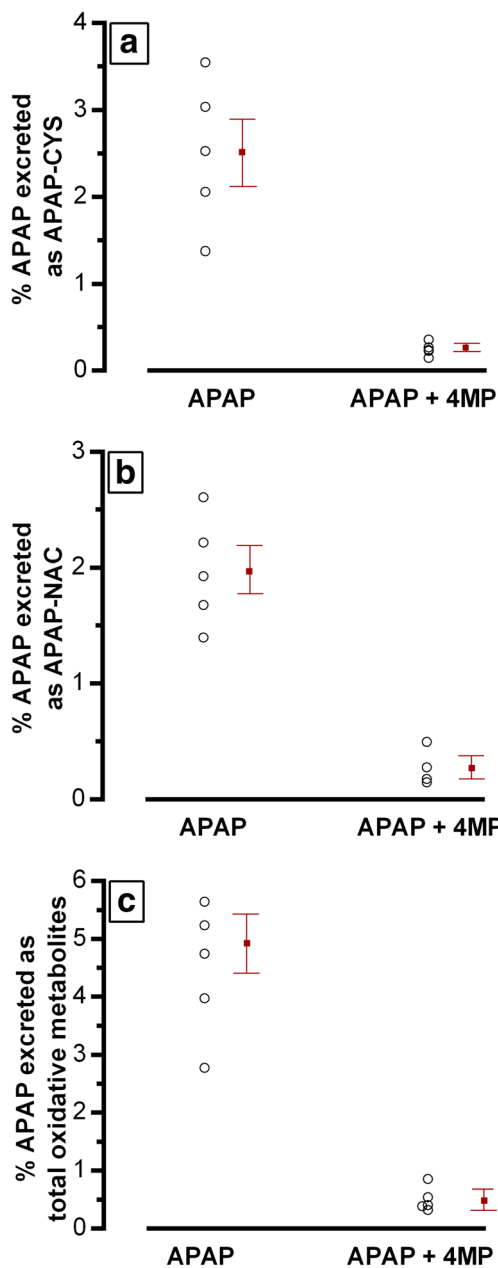 a
% APAP excreted
as APAP-CYS
4
3
2
1
0
APAP
APAP + 4MP
b
% APAP excreted
as APAP-NAC
3
2
1
0
APAP
APAP + 4MP
c
% APAP excreted as
total oxidative metabolites
6
5
4
3
2
1
0
APAP
APAP + 4MP